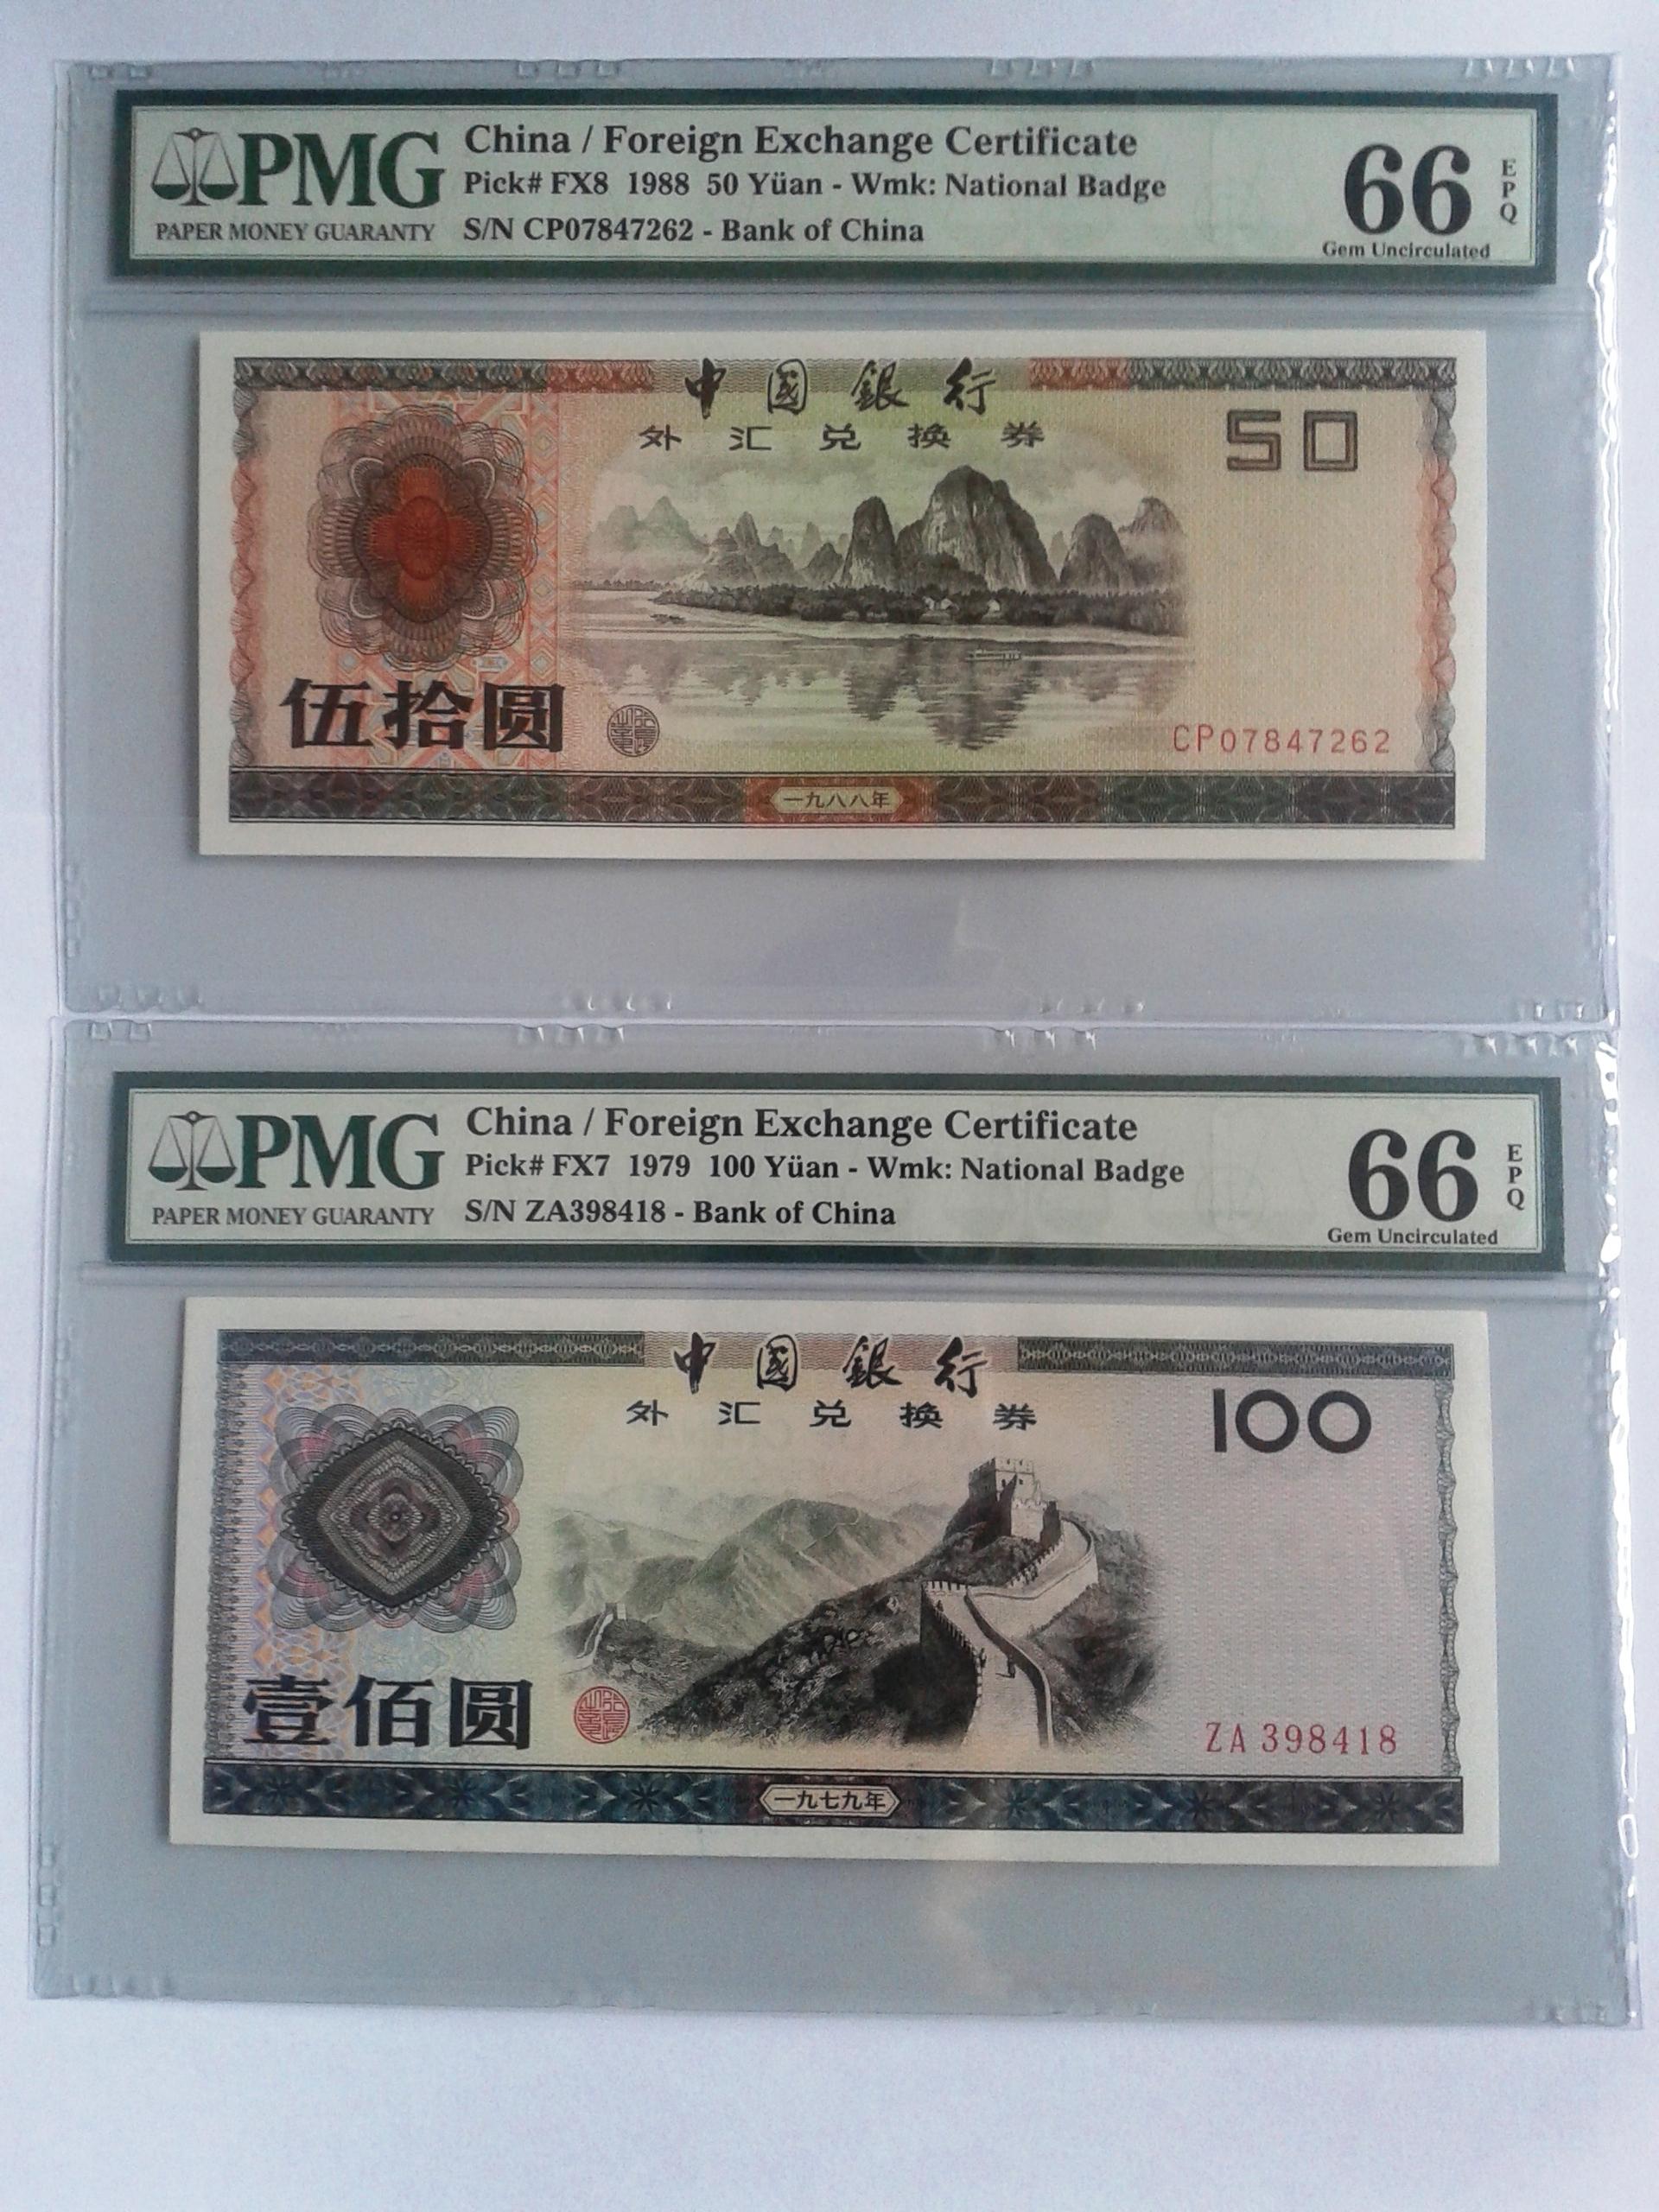 PMG
PAPER MONEY GUARANTY
China / Foreign Exchange Certificate
Pick# FX8 1988 50 Yüan - Wmk: National Badge
S/N CP07847262 - Bank of China
66
EPQ
Gem Uncirculated
中國銀行
外汇兑换券
50
伍拾圆
CP07847262
一九八八年
PMG
PAPER MONEY GUARANTY
China / Foreign Exchange Certificate
Pick# FX7 1979 100 Yüan - Wmk: National Badge
S/N ZA398418 - Bank of China
66
EPQ
Gem Uncirculated
中國銀行
外汇兑换券
100
壹佰圆
ZA 398418
一九七九年